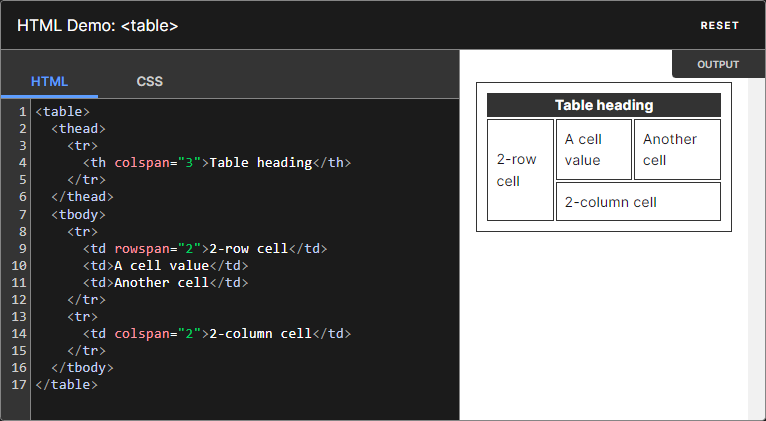 HTML Demo: <table>
RESET
HTML
CSS
OUTPUT
1 <table>
2   <thead>
3     <tr>
4       <th colspan="3">Table heading</th>
5     </tr>
6   </thead>
7   <tbody>
8     <tr>
9       <td rowspan="2">2-row cell</td>
10       <td>A cell value</td>
11       <td>Another cell</td>
12     </tr>
13     <tr>
14       <td colspan="2">2-column cell</td>
15     </tr>
16   </tbody>
17 </table>
Table heading
2-row
cell
A cell
value
Another
cell
2-column cell